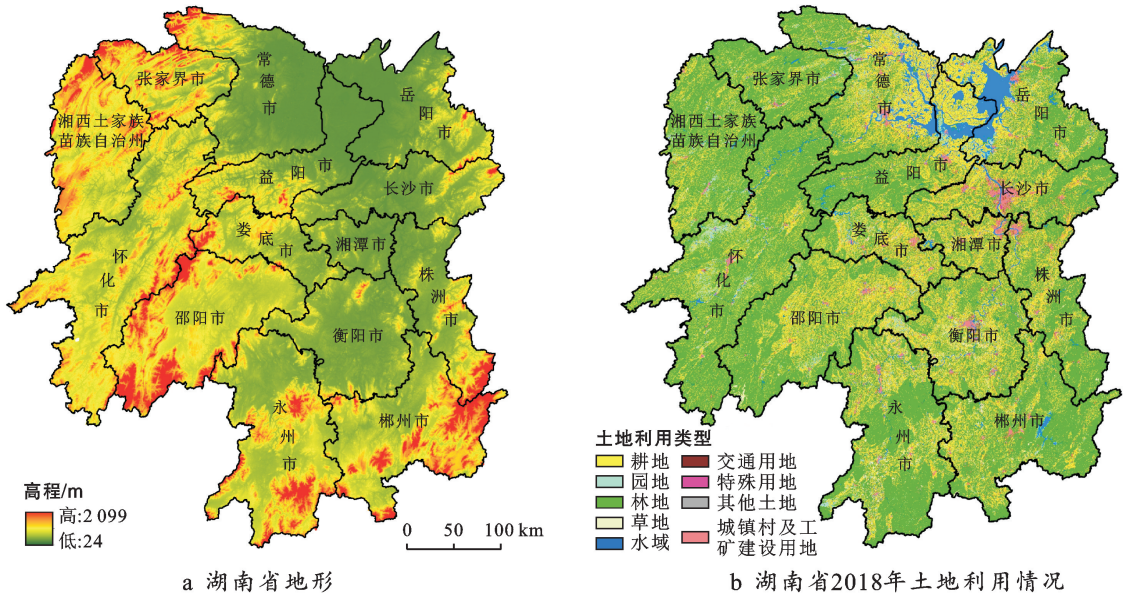 常德市
张家界市
岳阳市
湘西土家族
苗族自治州
益阳市
长沙市
娄底市
湘潭市
怀化市
株洲市
邵阳市
衡阳市
永州市
郴州市
高程/m
高:2 099
低:24
0 50 100 km
a 湖南省地形
常德市
张家界市
岳阳市
湘西土家族
苗族自治州
益阳市
长沙市
娄底市
湘潭市
怀化市
株洲市
邵阳市
衡阳市
永州市
郴州市
土地利用类型
耕地
园地
林地
草地
水域
交通用地
特殊用地
其他土地
城镇村及工
矿建设用地
b 湖南省2018年土地利用情况